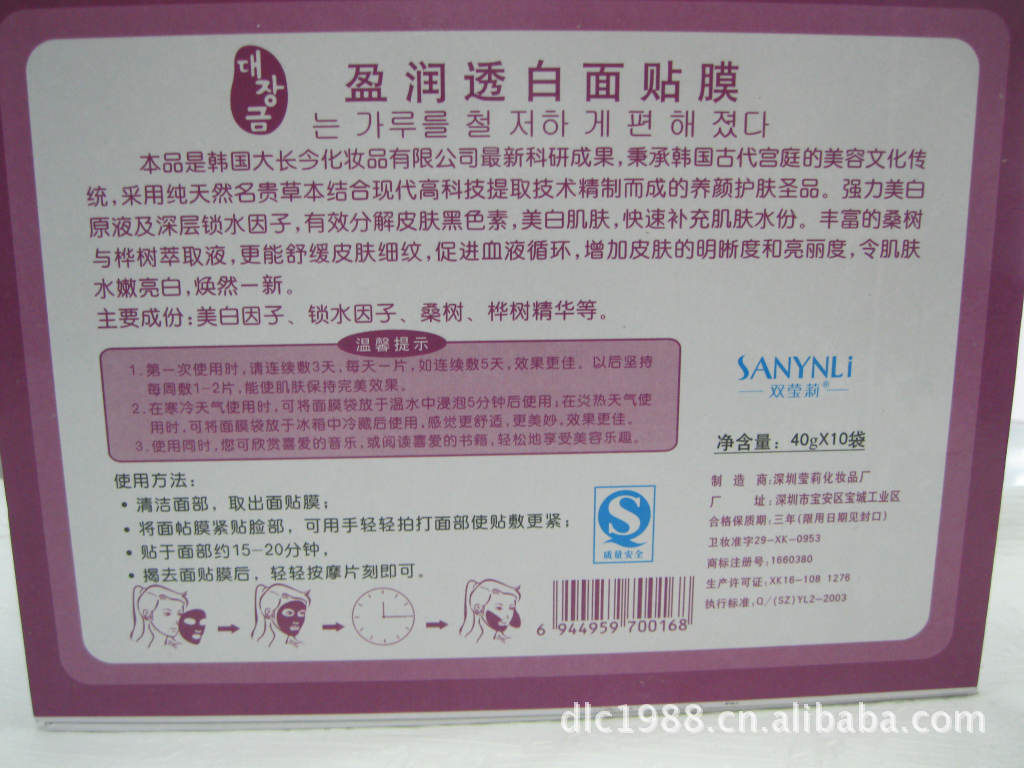 대장금
盈润透白面贴膜
는 가루를 철 저하 게 편 해 졌다
本品是韩国大长今化妆品有限公司最新科研成果，秉承韩国古代宫庭的美容文化传
统，采用纯天然名贵草本结合现代高科技提取技术精制而成的养颜护肤圣品。强力美白
原液及深层锁水因子，有效分解皮肤黑色素，美白肌肤，快速补充肌肤水份。丰富的桑树
与桦树萃取液，更能舒缓皮肤细纹，促进血液循环，增加皮肤的明晰度和亮丽度，令肌肤
水嫩亮白，焕然一新。
主要成份：美白因子、锁水因子、桑树、桦树精华等。
温馨提示
1.第一次使用时，请连续敷3天，每天一片，如连续敷5天，效果更佳。以后坚持
每周敷1-2片，能使肌肤保持完美效果。
2.在寒冷天气使用时，可将面膜袋放于温水中浸泡5分钟后使用；在炎热天气使
用时，可将面膜袋放于冰箱中冷藏后使用，感觉更舒适，更美妙，效果更佳。
3.使用同时，您可欣赏喜爱的音乐，或阅读喜爱的书籍，轻松地享受美容乐趣。
使用方法：
• 清洁面部，取出面贴膜；
• 将面帖膜紧贴脸部，可用手轻轻拍打面部使贴敷更紧；
• 贴于面部约15-20分钟，
• 揭去面贴膜后，轻轻按摩片刻即可。
SANYNLi
双莹莉®
净含量：40gX10袋
制造商：深圳莹莉化妆品厂
厂址：深圳市宝安区宝城工业区
合格保质期：三年(限用日期见封口)
卫妆准字29-XK-0953
商标注册号：1660380
生产许可证：XK16-108 1276
执行标准：Q/(SZ)YL2-2003
QS
质量安全
6 944959 700168
dlc1988.cn.alibaba.com